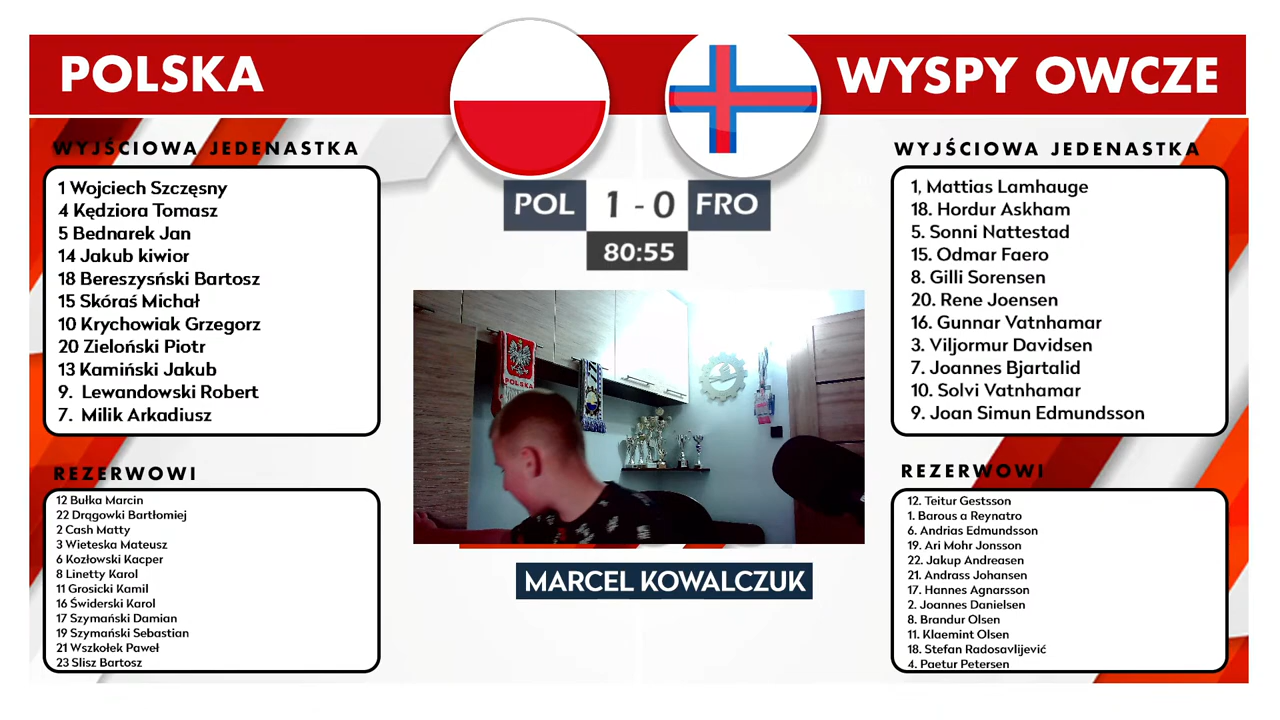 POLSKA
WYSPY OWCZE
WYJŚCIOWA JEDENASTKA
1 Wojciech Szczęsny
4 Kędziora Tomasz
5 Bednarek Jan
14 Jakub kiwior
18 Bereszysński Bartosz
15 Skóraś Michał
10 Krychowiak Grzegorz
20 Zieloński Piotr
13 Kamiński Jakub
9. Lewandowski Robert
7. Milik Arkadiusz
REZERWOWI
12 Bułka Marcin
22 Drągowki Bartłomiej
2 Cash Matty
3 Wieteska Mateusz
6 Kozłowski Kacper
8 Linetty Karol
11 Grosicki Kamil
16 Świderski Karol
17 Szymański Damian
19 Szymański Sebastian
21 Wszkołek Paweł
23 Slisz Bartosz
POL 1 - 0 FRO
80:55
POLSKA
MARCEL KOWALCZUK
WYJŚCIOWA JEDENASTKA
1, Mattias Lamhauge
18. Hordur Askham
5. Sonni Nattestad
15. Odmar Faero
8. Gilli Sorensen
20. Rene Joensen
16. Gunnar Vatnhamar
3. Viljormur Davidsen
7. Joannes Bjartalid
10. Solvi Vatnhamar
9. Joan Simun Edmundsson
REZERWOWI
12. Teitur Gestsson
1. Barous a Reynatro
6. Andrias Edmundsson
19. Ari Mohr Jonsson
22. Jakup Andreasen
21. Andrass Johansen
17. Hannes Agnarsson
2. Joannes Danielsen
8. Brandur Olsen
11. Klaemint Olsen
18. Stefan Radosavlijević
4. Paetur Petersen